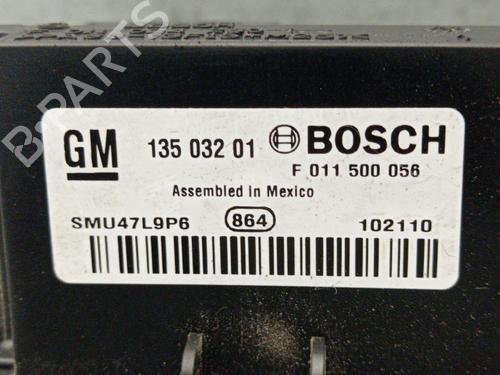 B-PARTS
GM 135 032 01 BOSCH
F 011 500 056
Assembled in Mexico
SMU47L9P6 864 102110